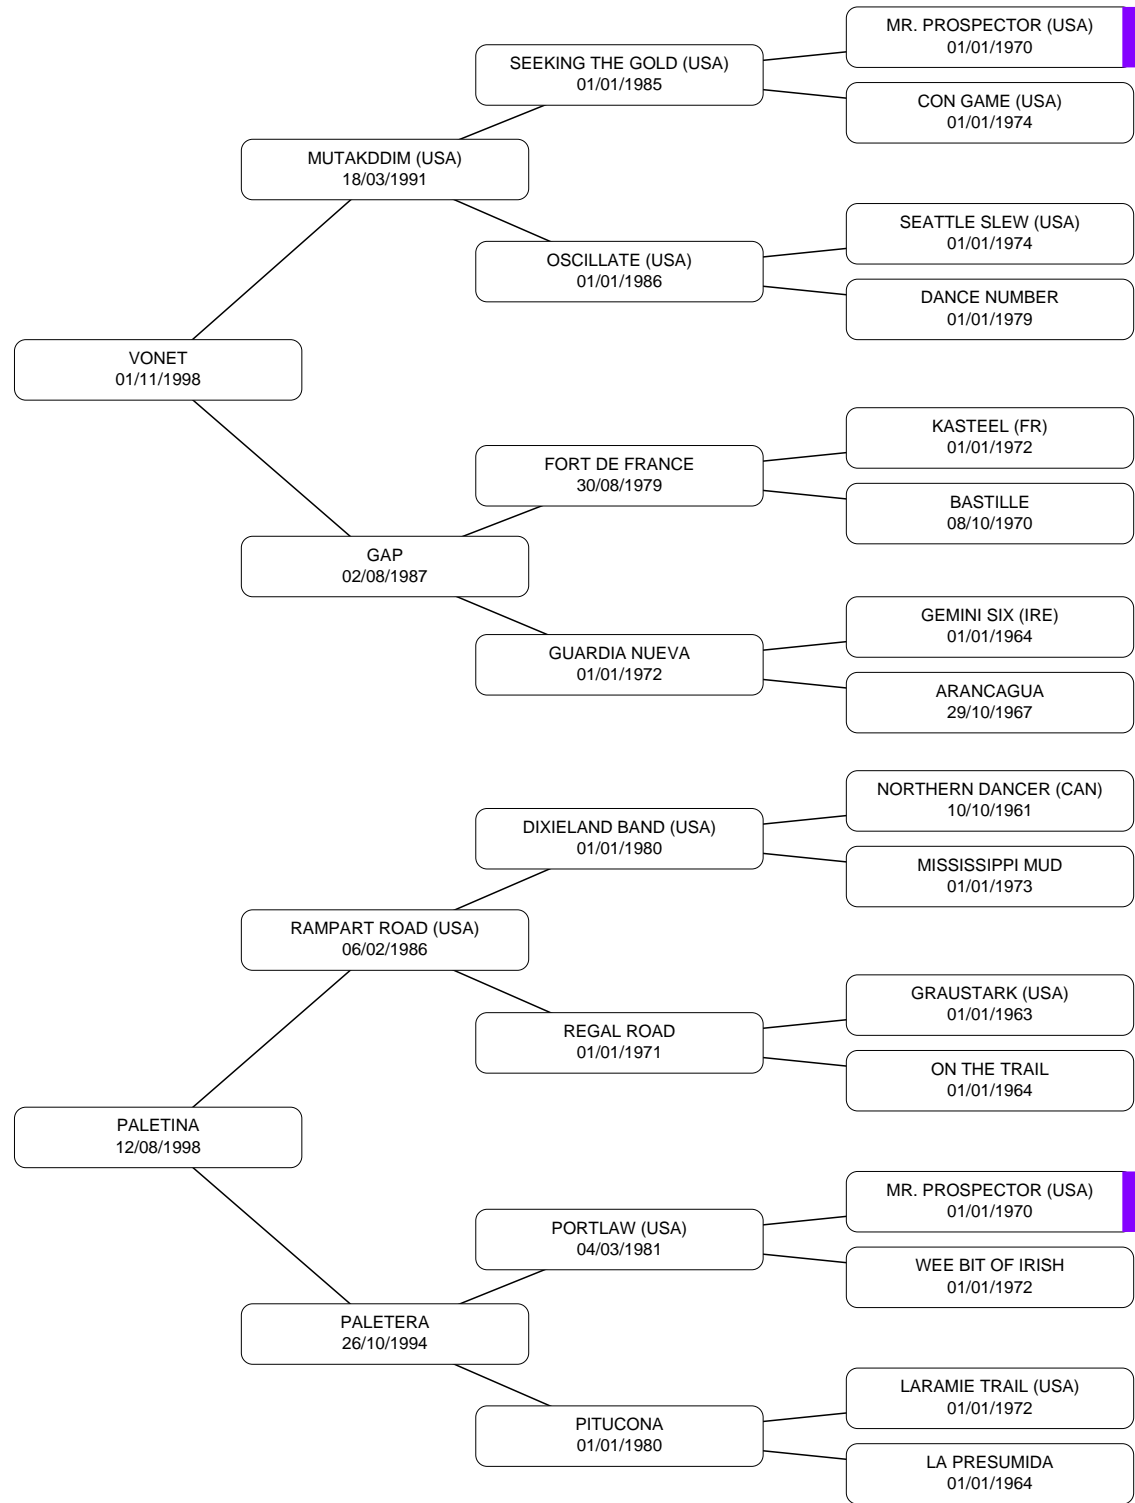 MR. PROSPECTOR (USA)
01/01/1970
SEEKING THE GOLD (USA)
01/01/1985
CON GAME (USA)
01/01/1974
MUTAKDDIM (USA)
18/03/1991
SEATTLE SLEW (USA)
01/01/1974
OSCILLATE (USA)
01/01/1986
DANCE NUMBER
01/01/1979
VONET
01/11/1998
KASTEEL (FR)
01/01/1972
FORT DE FRANCE
30/08/1979
BASTILLE
08/10/1970
GAP
02/08/1987
GEMINI SIX (IRE)
01/01/1964
GUARDIA NUEVA
01/01/1972
ARANCAGUA
29/10/1967
NORTHERN DANCER (CAN)
10/10/1961
DIXIELAND BAND (USA)
01/01/1980
MISSISSIPPI MUD
01/01/1973
RAMPART ROAD (USA)
06/02/1986
GRAUSTARK (USA)
01/01/1963
REGAL ROAD
01/01/1971
ON THE TRAIL
01/01/1964
PALETINA
12/08/1998
MR. PROSPECTOR (USA)
01/01/1970
PORTLAW (USA)
04/03/1981
WEE BIT OF IRISH
01/01/1972
PALETERA
26/10/1994
LARAMIE TRAIL (USA)
01/01/1972
PITUCONA
01/01/1980
LA PRESUMIDA
01/01/1964